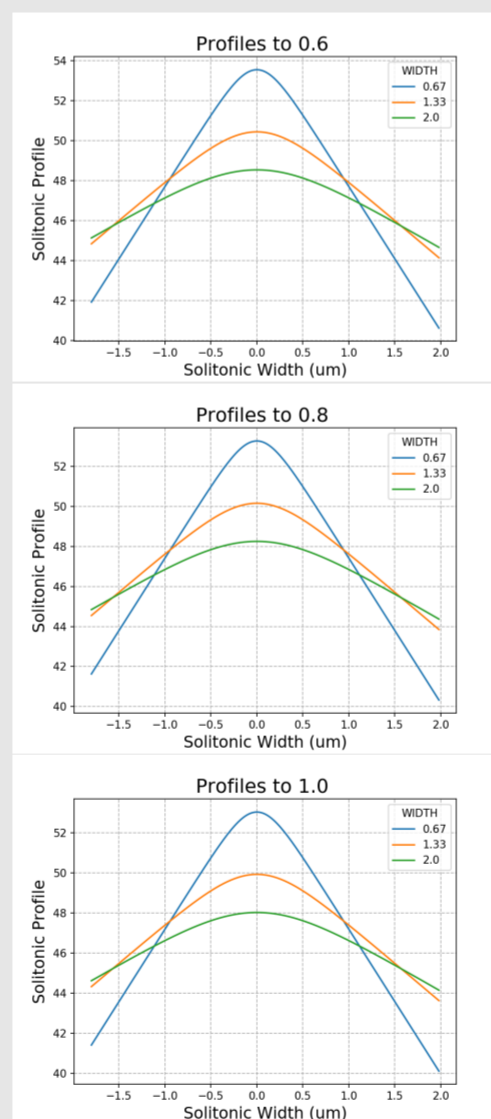 Profiles to 0.6
54
52
50
48
46
44
42
40
Solitonic Profile
WIDTH
0.67
1.33
2.0
−1.5 −1.0 −0.5 0.0 0.5 1.0 1.5 2.0
Solitonic Width (um)
Profiles to 0.8
52
50
48
46
44
42
40
Solitonic Profile
WIDTH
0.67
1.33
2.0
−1.5 −1.0 −0.5 0.0 0.5 1.0 1.5 2.0
Solitonic Width (um)
Profiles to 1.0
52
50
48
46
44
42
40
Solitonic Profile
WIDTH
0.67
1.33
2.0
−1.5 −1.0 −0.5 0.0 0.5 1.0 1.5 2.0
Solitonic Width (um)